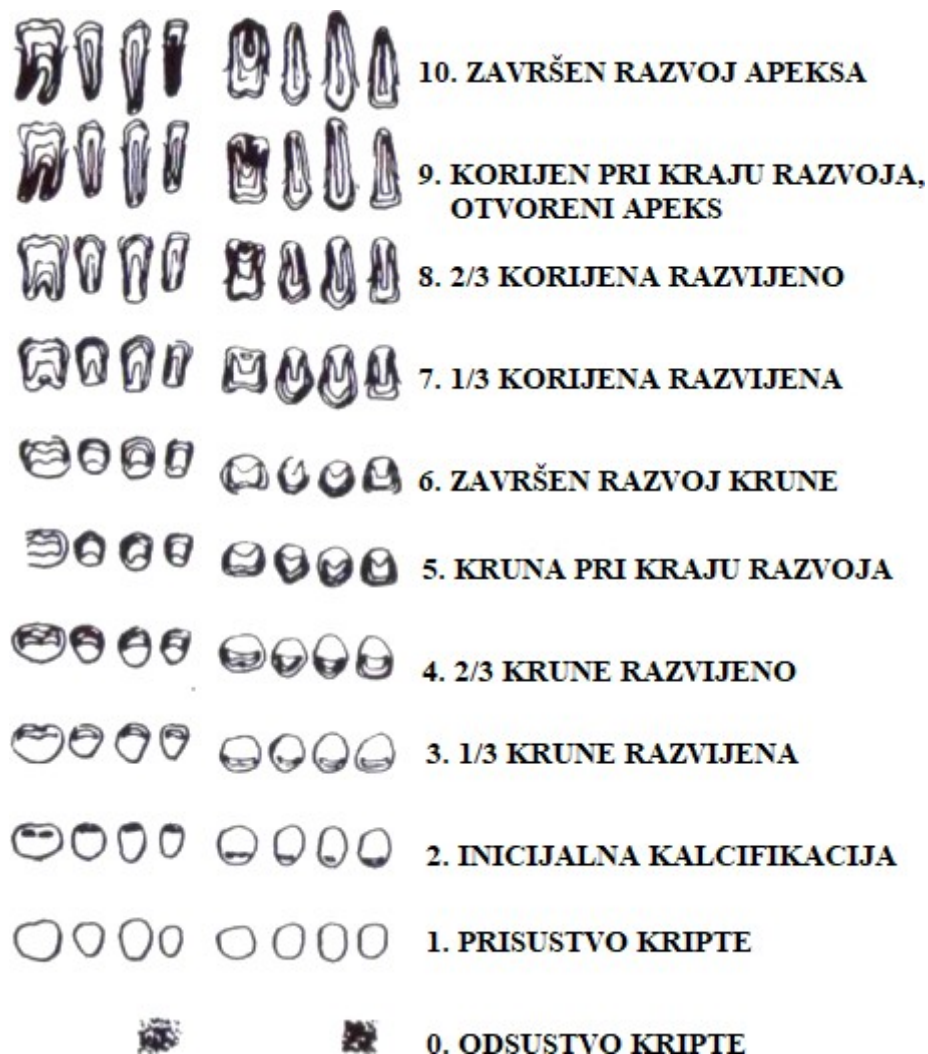 10. ZAVRŠEN RAZVOJ APEKSA
9. KORIJEN PRI KRAJU RAZVOJA,
OTVORENI APEKS
8. 2/3 KORIJENA RAZVIJENO
7. 1/3 KORIJENA RAZVIJENA
6. ZAVRŠEN RAZVOJ KRUNE
5. KRUNA PRI KRAJU RAZVOJA
4. 2/3 KRUNE RAZVIJENO
3. 1/3 KRUNE RAZVIJENA
2. INICIJALNA KALCIFIKACIJA
1. PRISUSTVO KRIPTE
0. ODSUSTVO KRIPTE